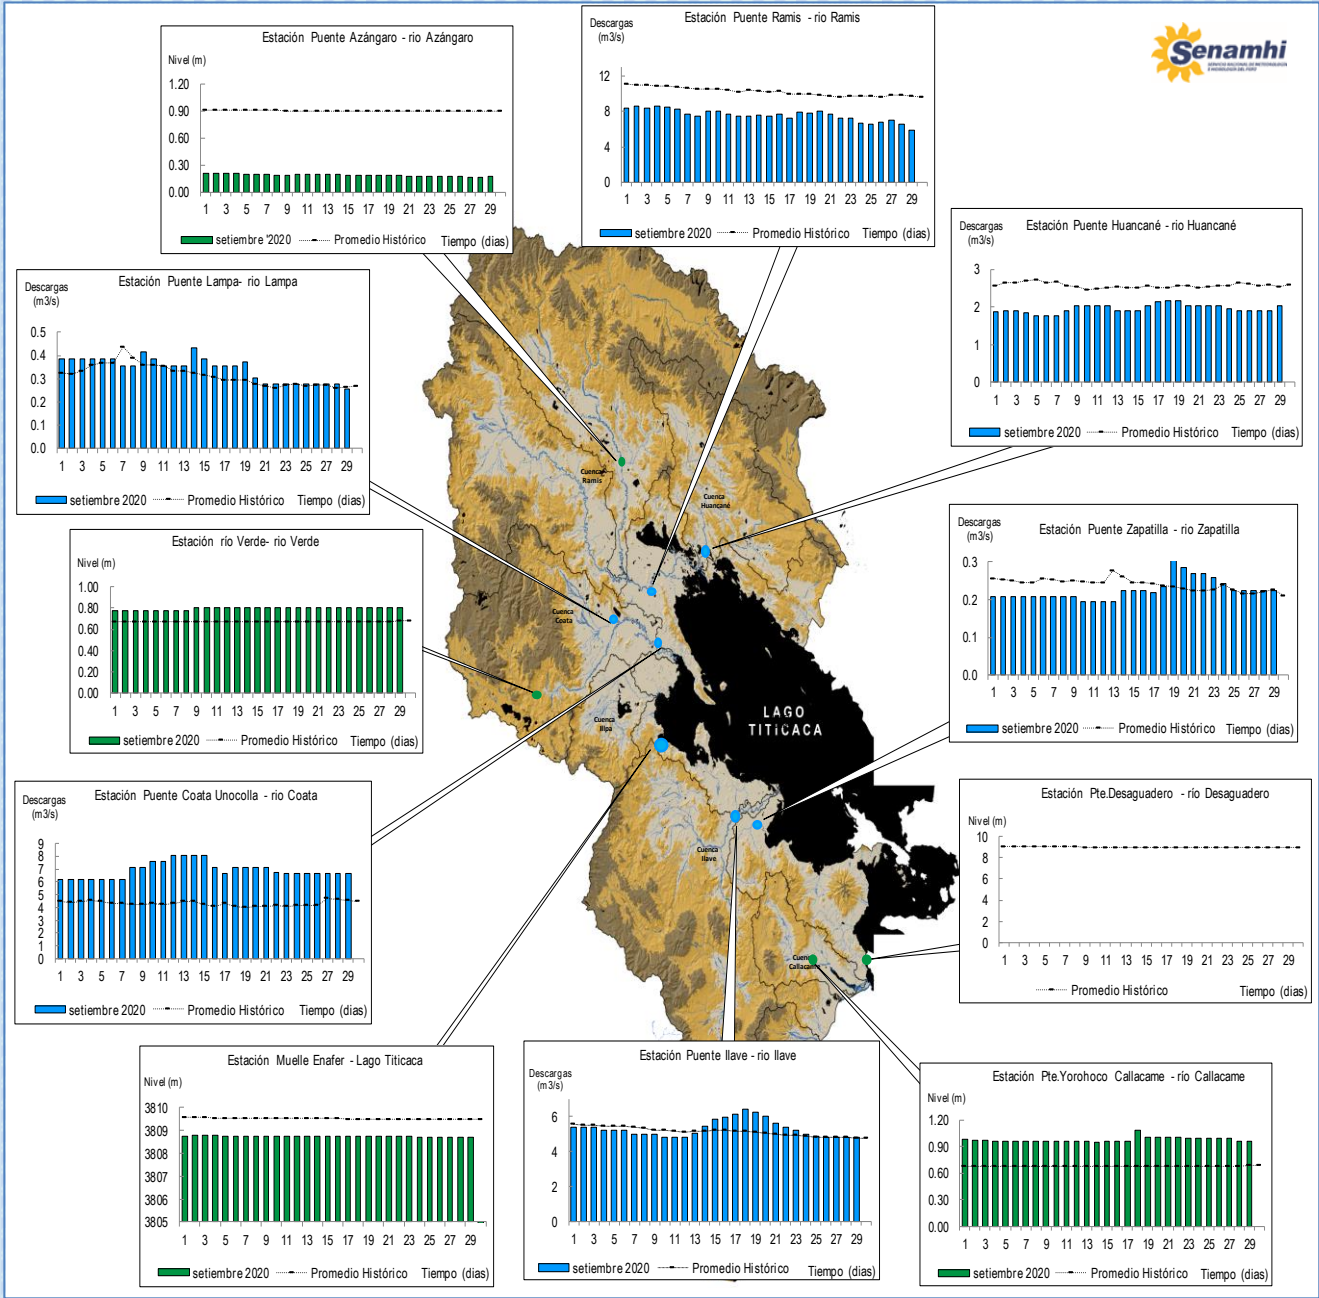 Estación Puente Azángaro - rio Azángaro
Nivel (m)
1.20
0.90
0.60
0.30
0.00
1 3 5 7 9 11 13 15 17 19 21 23 25 27 29
setiembre '2020 Promedio Histórico Tiempo (dias)
Estación Puente Ramis - rio Ramis
Descargas
(m3/s)
12
8
4
0
1 3 5 7 9 11 13 15 17 19 21 23 25 27 29
setiembre 2020 Promedio Histórico Tiempo (dias)
Senamhi
SERVICIO NACIONAL DE METEOROLOGÍA
E HIDROLOGÍA DEL PERÚ
Estación Puente Huancané - rio Huancané
Descargas
(m3/s)
3
2
1
0
1 3 5 7 9 11 13 15 17 19 21 23 25 27 29
setiembre 2020 Promedio Histórico Tiempo (dias)
Estación Puente Lampa- rio Lampa
Descargas
(m3/s)
0.5
0.4
0.3
0.2
0.1
0.0
1 3 5 7 9 11 13 15 17 19 21 23 25 27 29
setiembre 2020 Promedio Histórico Tiempo (dias)
Cuenca
Ramis
Cuenca
Huancané
Estación río Verde- rio Verde
Nivel (m)
1.00
0.80
0.60
0.40
0.20
0.00
1 3 5 7 9 11 13 15 17 19 21 23 25 27 29
setiembre 2020 Promedio Histórico Tiempo (dias)
Estación Puente Zapatilla - rio Zapatilla
Descargas
(m3/s)
0.3
0.2
0.1
0.0
1 3 5 7 9 11 13 15 17 19 21 23 25 27 29
setiembre 2020 Promedio Histórico Tiempo (dias)
Cuenca
Coata
Cuenca
Illpa
LAGO
TITICACA
Estación Puente Coata Unocolla - rio Coata
Descargas
(m3/s)
9
8
7
6
5
4
3
2
1
0
1 3 5 7 9 11 13 15 17 19 21 23 25 27 29
setiembre 2020 Promedio Histórico Tiempo (dias)
Estación Pte.Desaguadero - río Desaguadero
Nivel (m)
10
8
6
4
2
0
1 3 5 7 9 11 13 15 17 19 21 23 25 27 29
Promedio Histórico Tiempo (dias)
Cuenca
Ilave
Cuenca
Callacame
Estación Muelle Enafer - Lago Titicaca
Nivel (m)
3810
3809
3808
3807
3806
3805
1 3 5 7 9 11 13 15 17 19 21 23 25 27 29
setiembre 2020 Promedio Histórico Tiempo (dias)
Estación Puente Ilave - rio Ilave
Descargas
(m3/s)
6
4
2
0
1 3 5 7 9 11 13 15 17 19 21 23 25 27 29
setiembre 2020 Promedio Histórico Tiempo (dias)
Estación Pte.Yorohoco Callacame - río Callacame
Nivel (m)
1.20
0.90
0.60
0.30
0.00
1 3 5 7 9 11 13 15 17 19 21 23 25 27 29
setiembre 2020 Promedio Histórico Tiempo (dias)